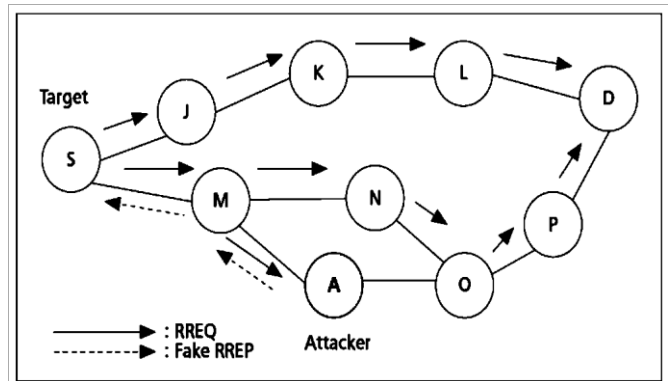 Target
S
J
K
L
D
M
N
P
A
O
Attacker
: RREQ
: Fake RREP